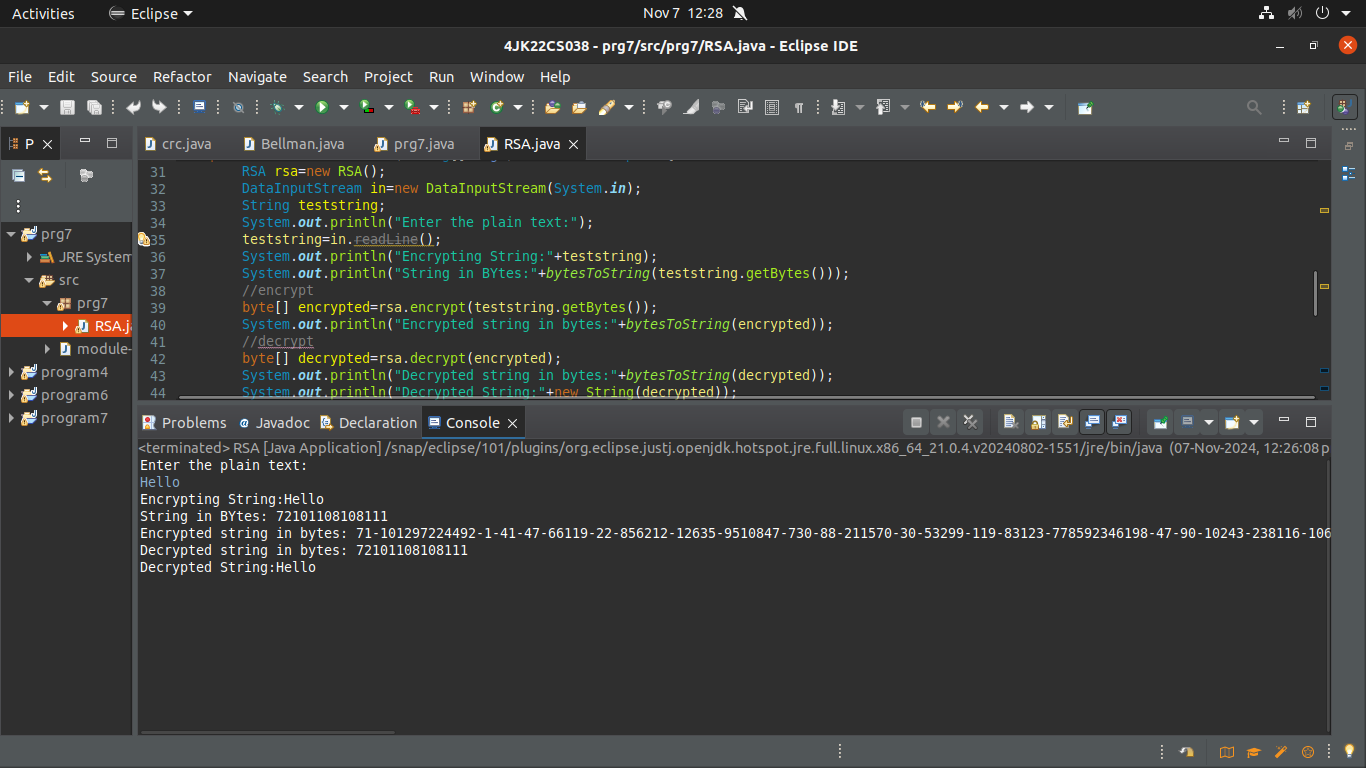 Activities Eclipse Nov 7 12:28
4JK22CS038 - prg7/src/prg7/RSA.java - Eclipse IDE
File Edit Source Refactor Navigate Search Project Run Window Help
P crc.java Bellman.java prg7.java RSA.java
prg7
JRE System
src
prg7
RSA.j
module-
program4
program6
program7
31 RSA rsa=new RSA();
32 DataInputStream in=new DataInputStream(System.in);
33 String teststring;
34 System.out.println("Enter the plain text:");
35 teststring=in.readLine();
36 System.out.println("Encrypting String:"+teststring);
37 System.out.println("String in BYtes:"+bytesToString(teststring.getBytes()));
38 //encrypt
39 byte[] encrypted=rsa.encrypt(teststring.getBytes());
40 System.out.println("Encrypted string in bytes:"+bytesToString(encrypted));
41 //decrypt
42 byte[] decrypted=rsa.decrypt(encrypted);
43 System.out.println("Decrypted string in bytes:"+bytesToString(decrypted));
44 System.out.println("Decrypted String:"+new String(decrypted));
Problems Javadoc Declaration Console
<terminated> RSA [Java Application] /snap/eclipse/101/plugins/org.eclipse.justj.openjdk.hotspot.jre.full.linux.x86_64_21.0.4.v20240802-1551/jre/bin/java (07-Nov-2024, 12:26:08 p
Enter the plain text:
Hello
Encrypting String:Hello
String in BYtes: 72101108108111
Encrypted string in bytes: 71-101297224492-1-41-47-66119-22-856212-12635-9510847-730-88-211570-30-53299-119-83123-778592346198-47-90-10243-238116-106
Decrypted string in bytes: 72101108108111
Decrypted String:Hello